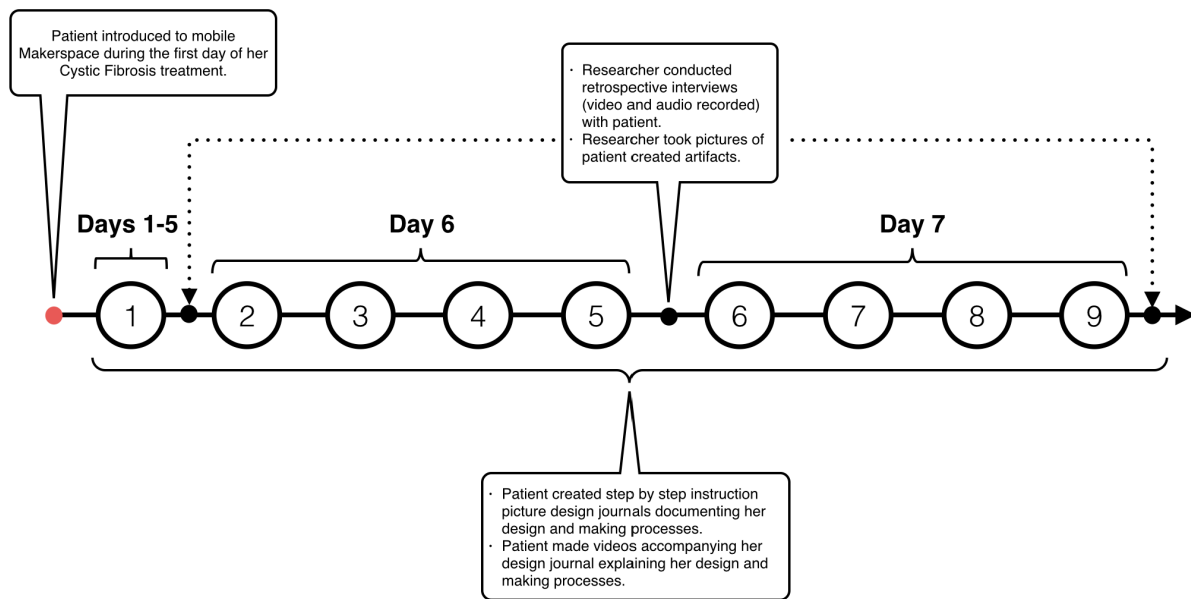 Patient introduced to mobile
Makerspace during the first day of her
Cystic Fibrosis treatment.
· Researcher conducted
retrospective interviews
(video and audio recorded)
with patient.
· Researcher took pictures of
patient created artifacts.
Days 1-5
Day 6
Day 7
1
2
3
4
5
6
7
8
9
· Patient created step by step instruction
picture design journals documenting her
design and making processes.
· Patient made videos accompanying her
design journal explaining her design and
making processes.